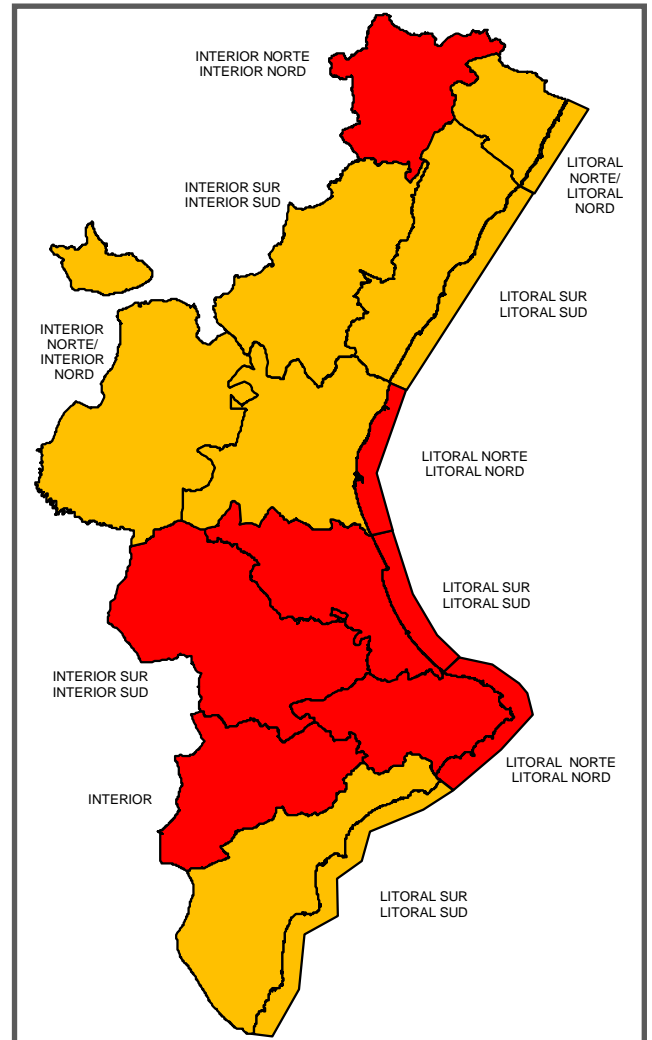 INTERIOR NORTE
INTERIOR NORD
LITORAL
NORTE/
LITORAL
NORD
INTERIOR SUR
INTERIOR SUD
LITORAL SUR
LITORAL SUD
INTERIOR
NORTE/
INTERIOR
NORD
LITORAL NORTE
LITORAL NORD
LITORAL SUR
LITORAL SUD
INTERIOR SUR
INTERIOR SUD
LITORAL NORTE
LITORAL NORD
INTERIOR
LITORAL SUR
LITORAL SUD